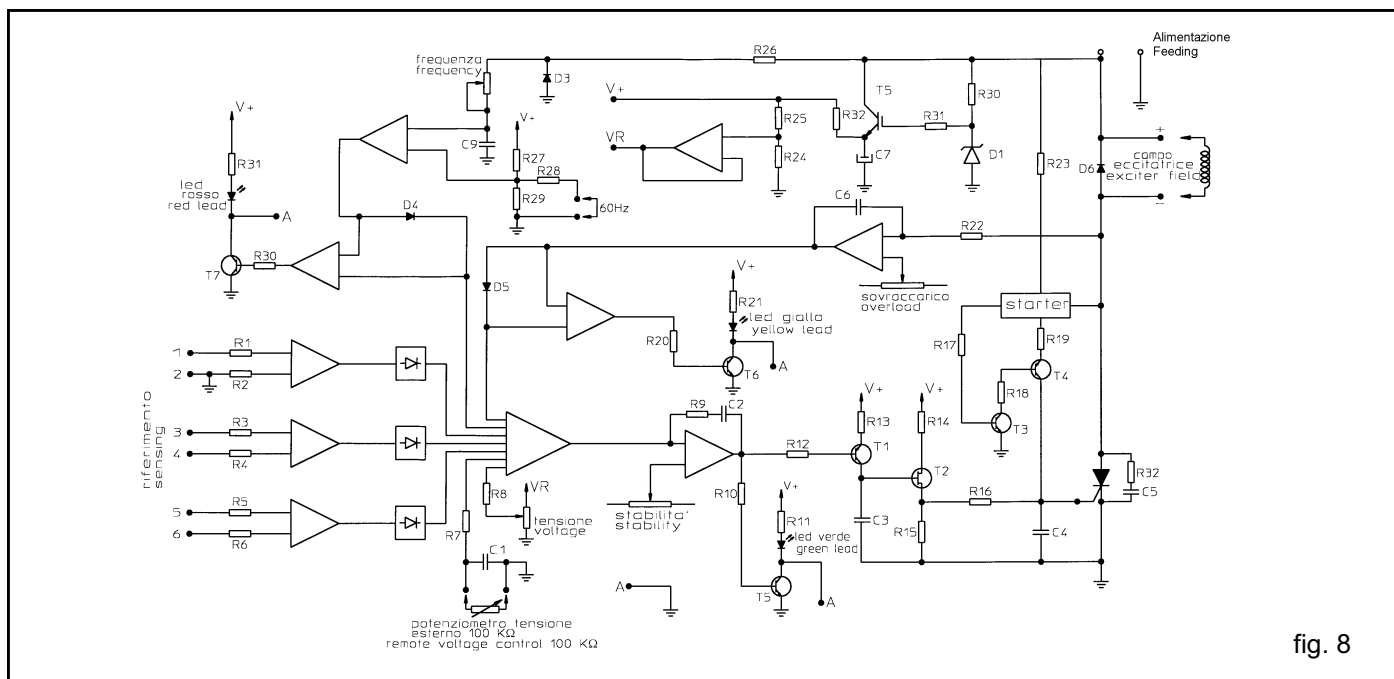 Alimentazione
Feeding
R26
frequenza
frequency
D3
T5
R30
V+
V+
V+
R25
R32
R31
VR
R24
C7
D1
R23
D6
+
campo
eccitatrice
exciter field
–
C9
R27
R28
R29
60Hz
R31
led
rosso
red lead
A
D4
C6
R22
T7
R30
D5
V+
sovraccarico
overload
starter
R21
led giallo
yellow lead
R20
A
T6
R17
R19
T4
R18
T3
riferimento
sensing
1
R1
2
R2
3
R3
4
R4
5
R5
6
R6
V+
V+
R13
R14
R9
C2
R12
T1
T2
R16
R32
C5
R8
VR
tensione
voltage
R7
stabilita'
stability
R10
V+
R11
led verde
green lead
C3
R15
C4
C1
A
T5
A
potenziometro tensione
esterno 100 KΩ
remote voltage control 100 KΩ
fig. 8